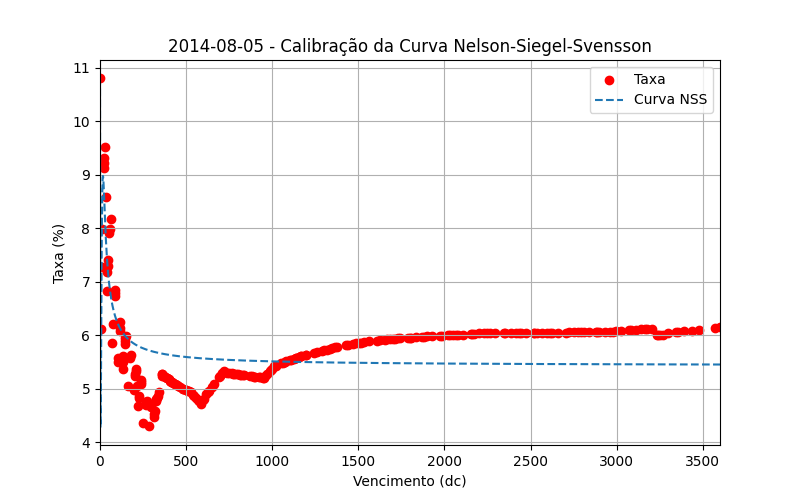 2014-08-05 - Calibração da Curva Nelson-Siegel-Svensson
11
10
9
8
7
6
5
4
Taxa (%)
Taxa
Curva NSS
0 500 1000 1500 2000 2500 3000 3500
Vencimento (dc)